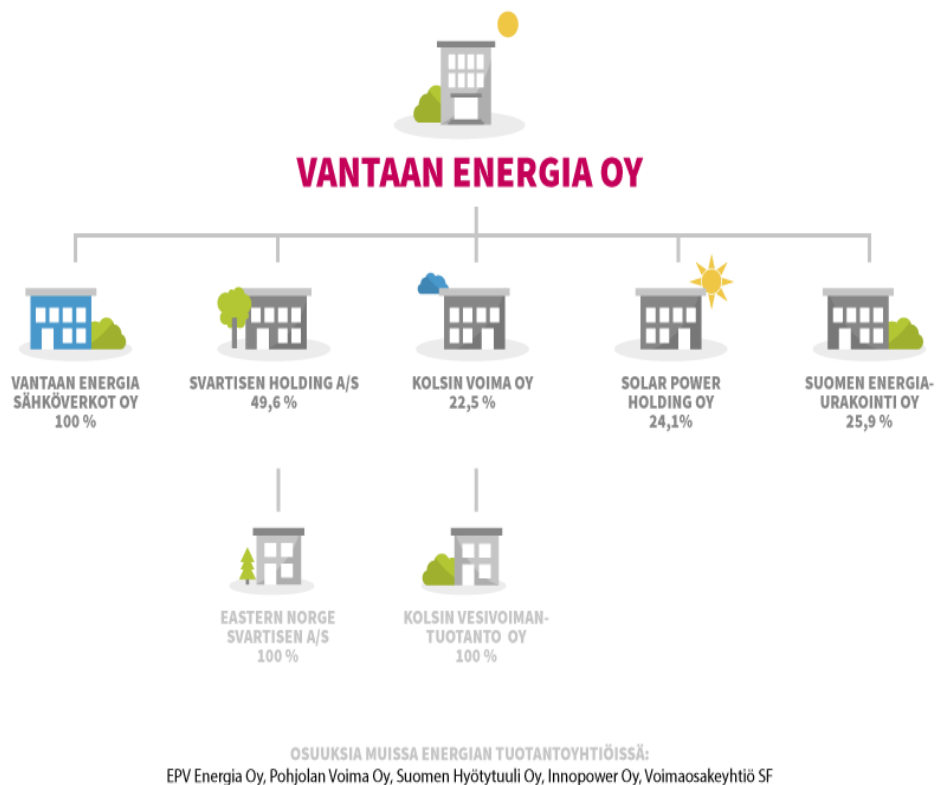 VANTAAN ENERGIA OY
VANTAAN ENERGIA
SÄHKÖVERKOT OY
100 %
SVARTISEN HOLDING A/S
49,6 %
KOLSIN VOIMA OY
22,5 %
SOLAR POWER
HOLDING OY
24,1%
SUOMEN ENERGIA-
URAKOINTI OY
25,9 %
EASTERN NORGE
SVARTISEN A/S
100 %
KOLSIN VESIVOIMAN-
TUOTANTO OY
100 %
OSUUKSIA MUISSA ENERGIAN TUOTANTOYHTIÖISSÄ:
EPV Energia Oy, Pohjolan Voima Oy, Suomen Hyötytuuli Oy, Innopower Oy, Voimaosakeyhtiö SF